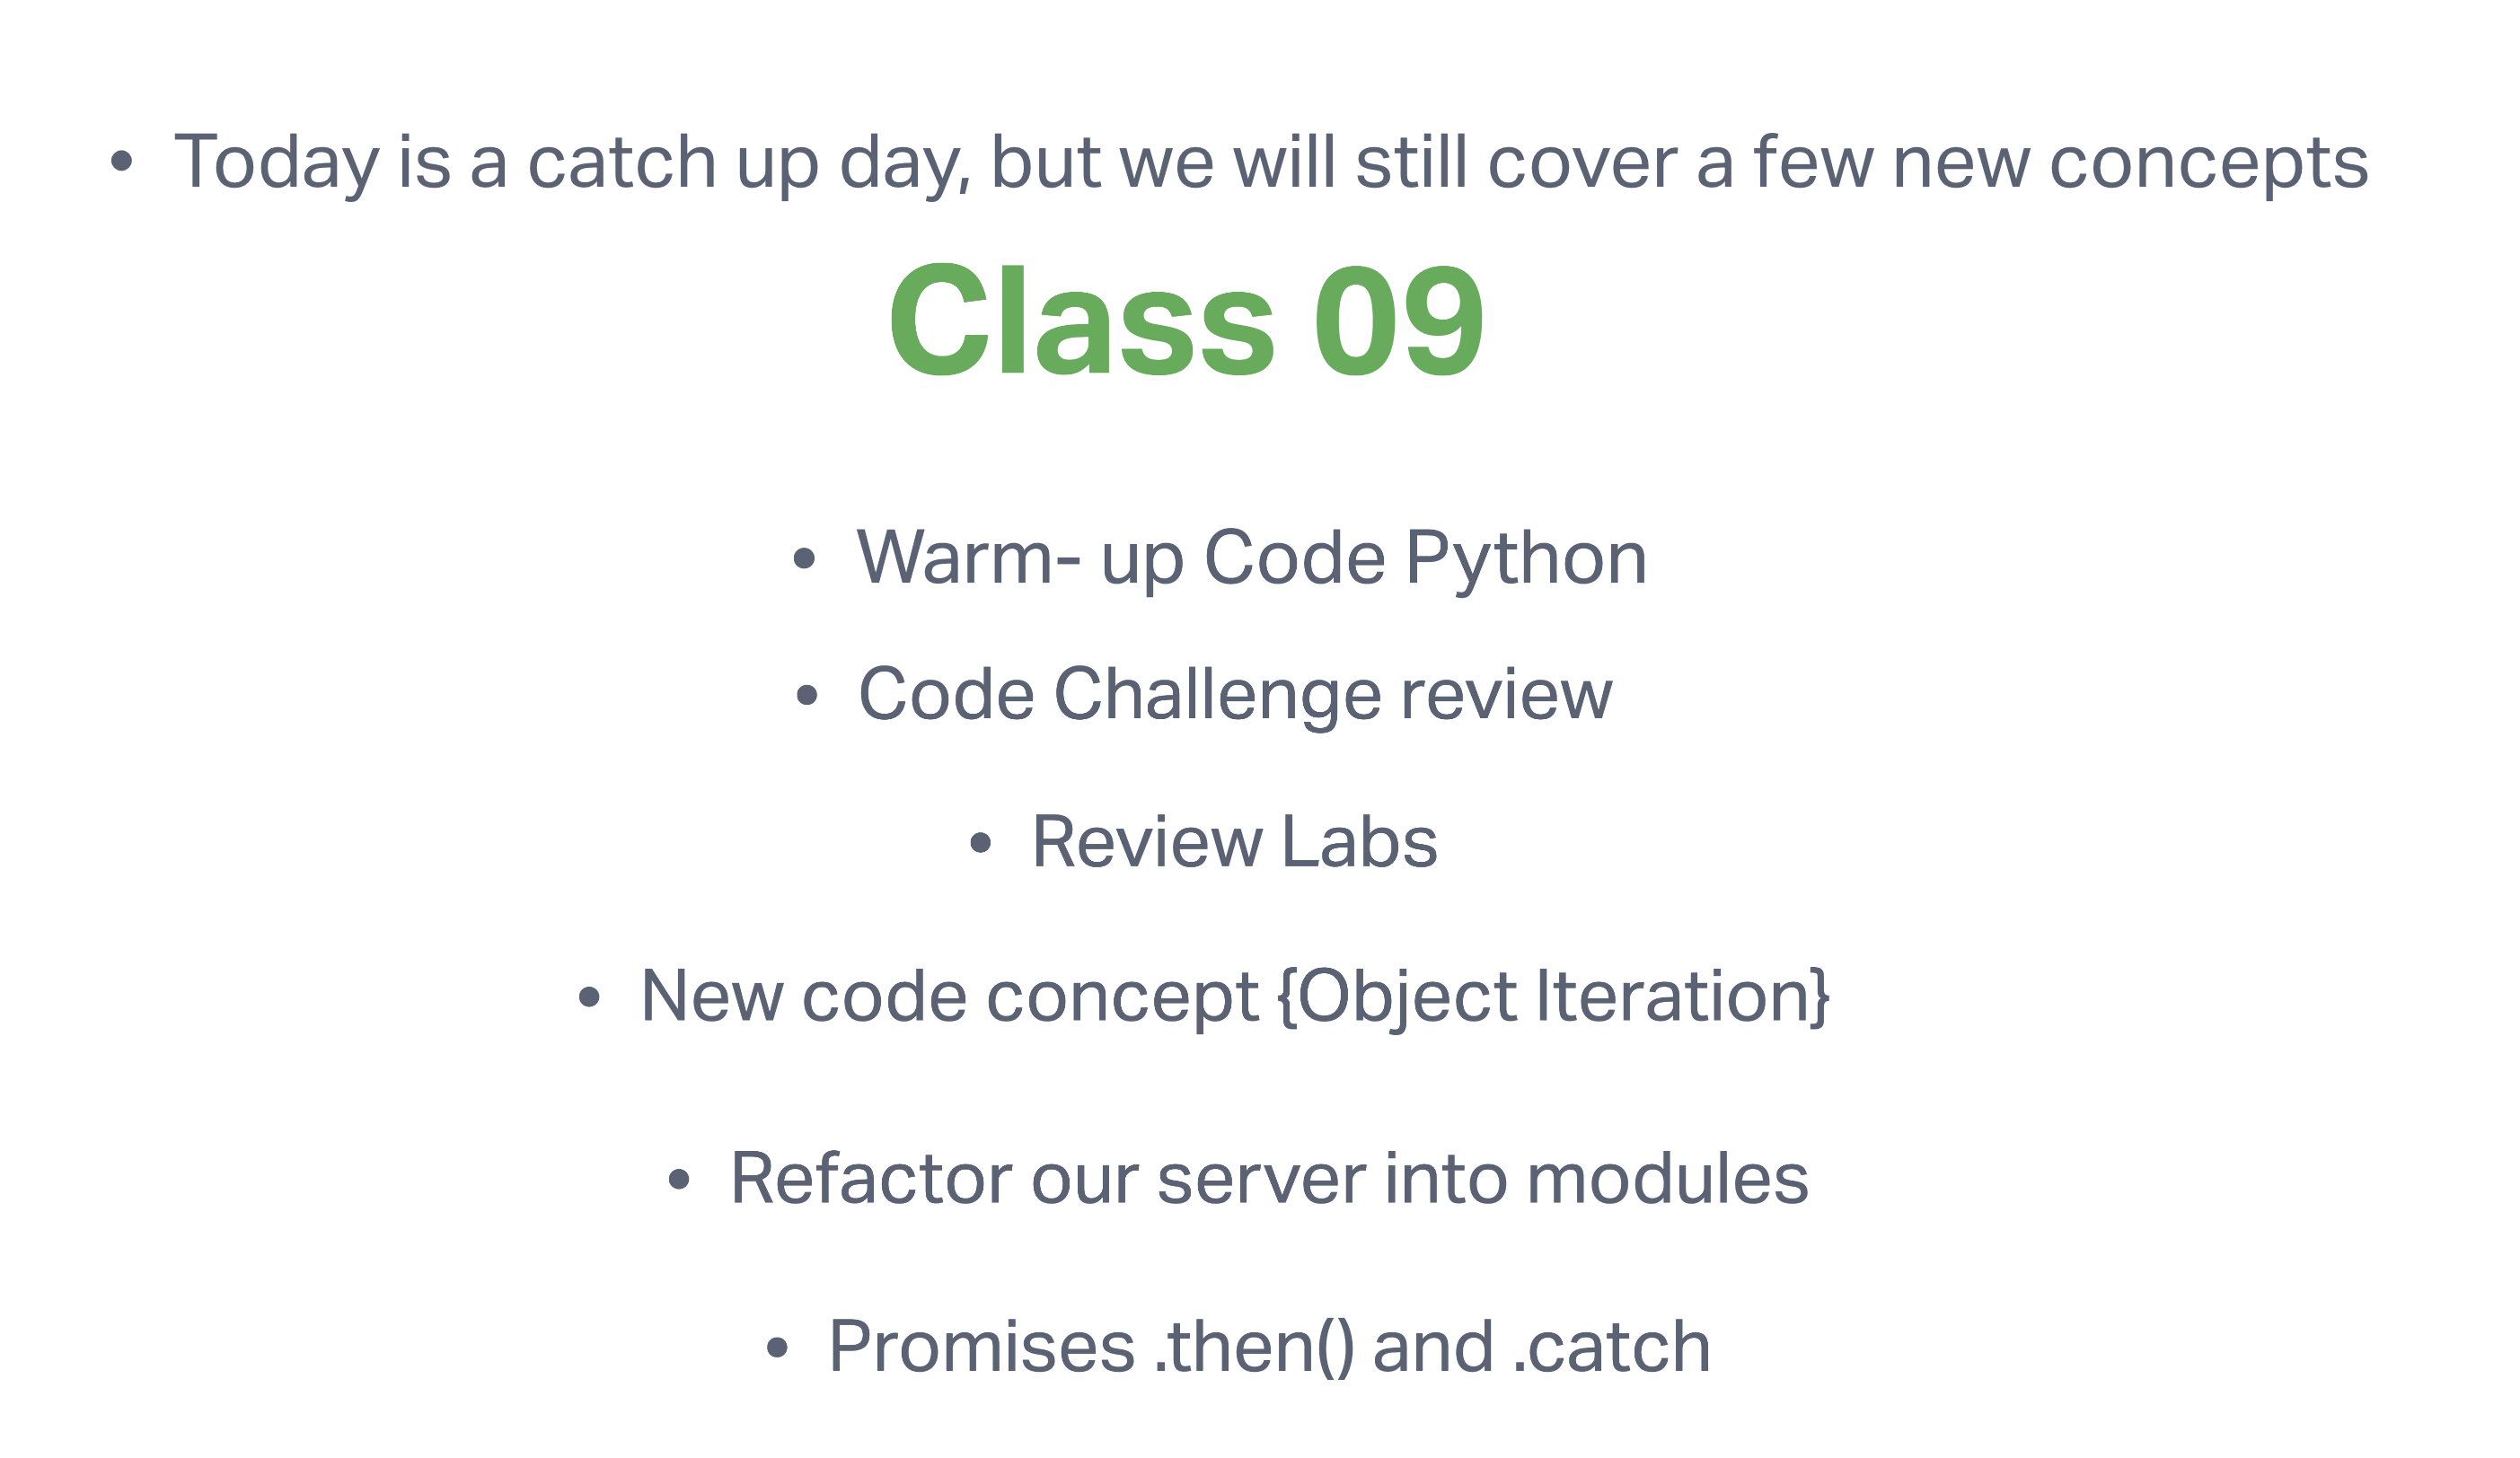 • Today is a catch up day, but we will still cover a few new concepts
Class 09
• Warm- up Code Python
• Code Challenge review
• Review Labs
• New code concept {Object Iteration}
• Refactor our server into modules
• Promises .then() and .catch